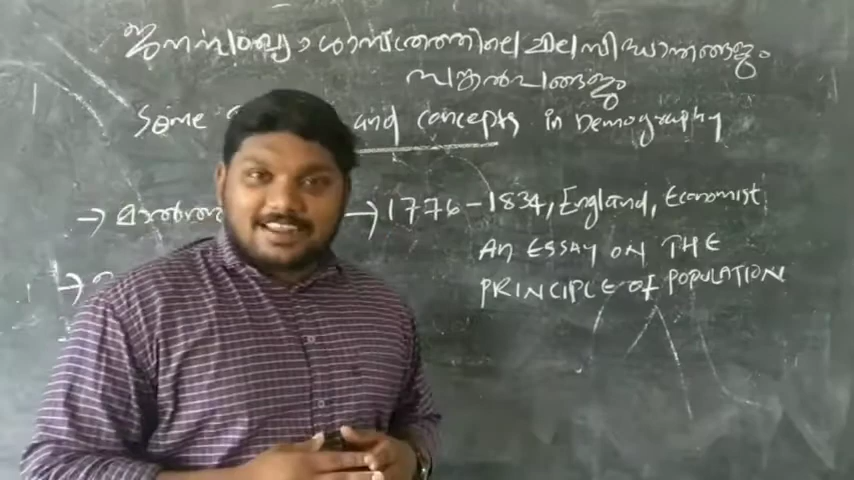 ജനസംഖ്യാശാസ്ത്രത്തിലെ ചില സിദ്ധാന്തങ്ങളും
സങ്കൽപങ്ങളും
Some and concepts in Demography
→ → 1776 - 1834, England, Economist
AN ESSAY ON THE
→ PRINCIPLE OF POPULATION